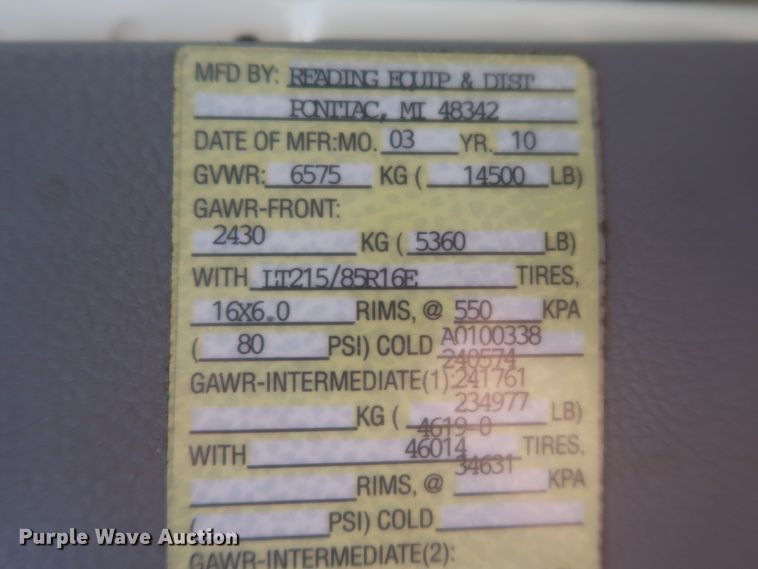 MFD BY: READING EQUIP & DIST
PONTIAC, MI 48342
DATE OF MFR:MO. 03 YR. 10
GVWR: 6575 KG ( 14500 LB)
GAWR-FRONT:
2430 KG ( 5360 LB)
WITH LT215/85R16E TIRES,
16X6.0 RIMS, @ 550 KPA
( 80 PSI) COLD A0100338
240574
GAWR-INTERMEDIATE(1): 241761
234977
KG ( LB)
4619-0
WITH 46014 TIRES,
34631
RIMS, @ KPA
( PSI) COLD
GAWR-INTERMEDIATE(2):
Purple Wave Auction